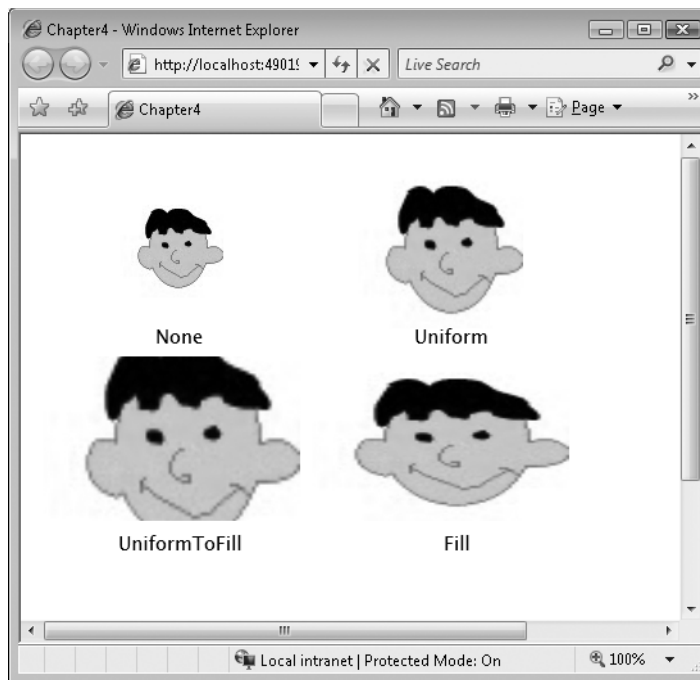 Chapter4 - Windows Internet Explorer
http://localhost:49019
Live Search
Chapter4
Page
None
Uniform
UniformToFill
Fill
Local intranet | Protected Mode: On
100%